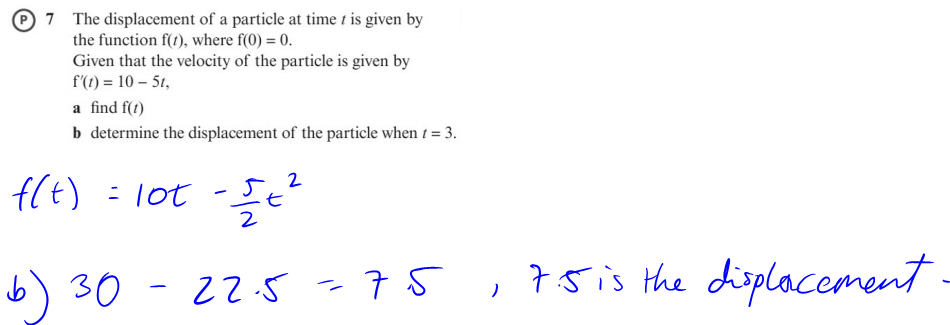 P 7 The displacement of a particle at time t is given by
the function f(t), where f(0) = 0.
Given that the velocity of the particle is given by
f′(t) = 10 – 5t,
a find f(t)
b determine the displacement of the particle when t = 3.
f(t) = 10t - 5/2 t²
b) 30 - 22.5 = 7.5 , 7.5 is the displacement.